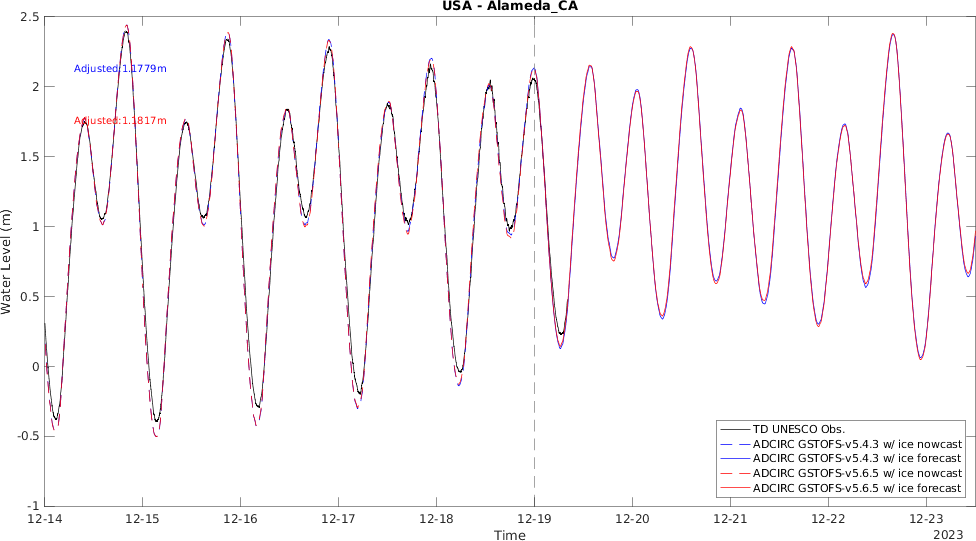 USA - Alameda_CA
2.5
2
1.5
1
0.5
0
-0.5
-1
Water Level (m)
Adjusted:1.1779m
Adjusted:1.1817m
TD UNESCO Obs.
ADCIRC GSTOFS-v5.4.3 w/ ice nowcast
ADCIRC GSTOFS-v5.4.3 w/ ice forecast
ADCIRC GSTOFS-v5.6.5 w/ ice nowcast
ADCIRC GSTOFS-v5.6.5 w/ ice forecast
12-14 12-15 12-16 12-17 12-18 12-19 12-20 12-21 12-22 12-23
Time
2023